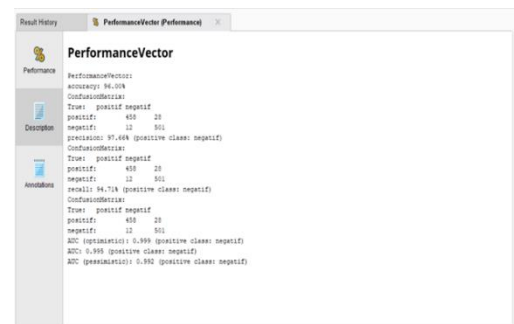 Result History
PerformanceVector (Performance)
PerformanceVector
Performance
Description
Annotations
PerformanceVector:
accuracy: 96.00%
ConfusionMatrix:
True: positif negatif
positif: 458 28
negatif: 12 501
precision: 97.66% (positive class: negatif)
ConfusionMatrix:
True: positif negatif
positif: 458 28
negatif: 12 501
recall: 94.71% (positive class: negatif)
ConfusionMatrix:
True: positif negatif
positif: 458 28
negatif: 12 501
AUC (optimistic): 0.999 (positive class: negatif)
AUC: 0.995 (positive class: negatif)
AUC (pessimistic): 0.992 (positive class: negatif)